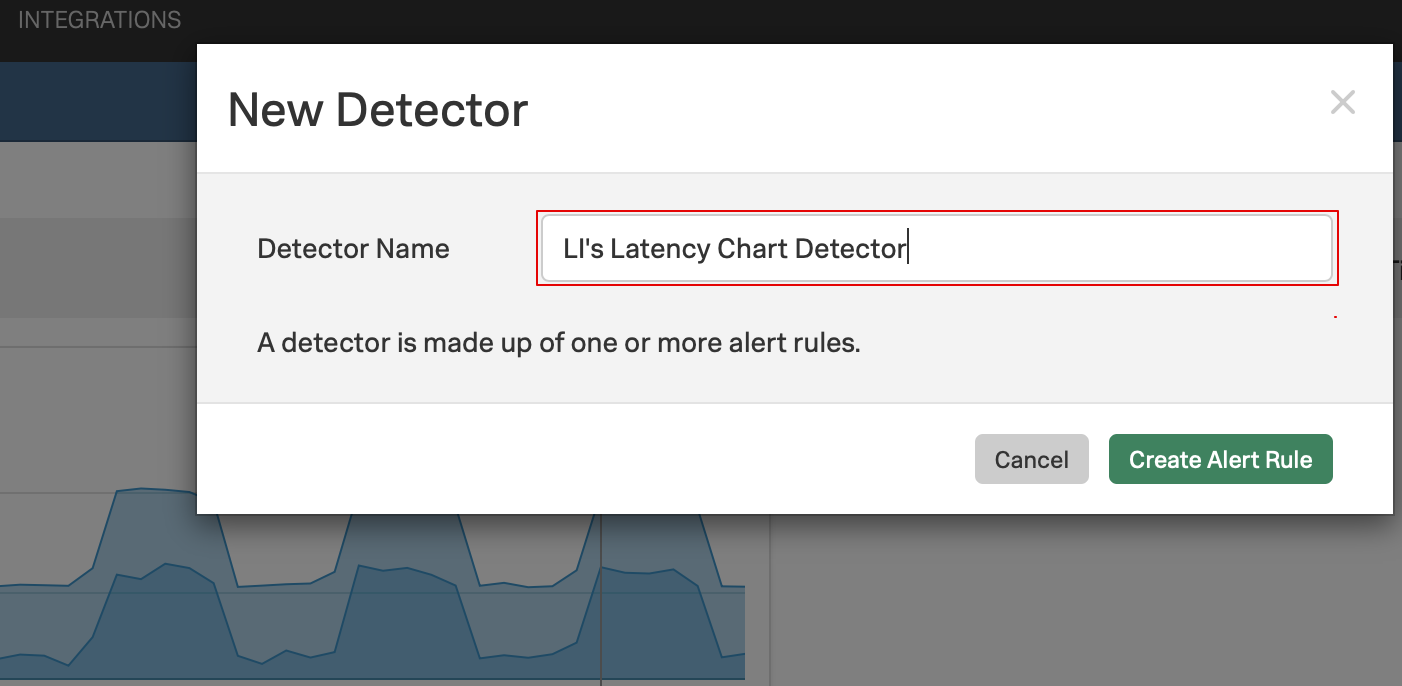 INTEGRATIONS
New Detector
Detector Name
LI's Latency Chart Detector
A detector is made up of one or more alert rules.
Cancel
Create Alert Rule